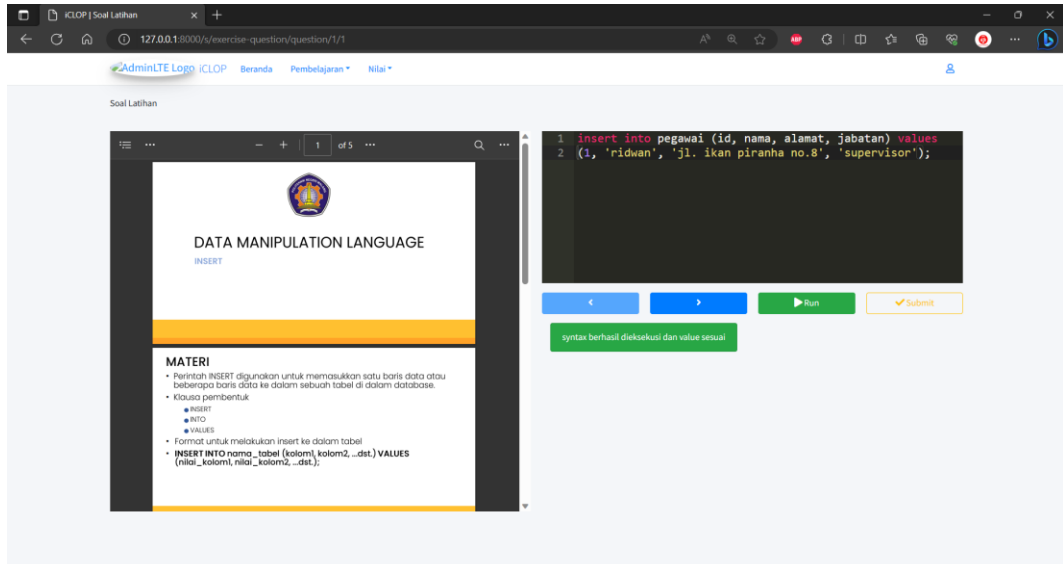 iCLOP | Soal Latihan
127.0.0.1:8000/s/exercise-question/question/1/1
AdminLTE Logo iCLOP Beranda Pembelajaran Nilai
Soal Latihan
1 of 5
DATA MANIPULATION LANGUAGE
INSERT
MATERI
• Perintah INSERT digunakan untuk memasukkan satu baris data atau
beberapa baris data ke dalam sebuah tabel di dalam database.
• Klausa pembentuk
INSERT
INTO
VALUES
• Format untuk melakukan insert ke dalam tabel
• INSERT INTO nama_tabel (kolom1, kolom2, ...dst.) VALUES
(nilai_kolom1, nilai_kolom2, ...dst.);
1 insert into pegawai (id, nama, alamat, jabatan) values
2 (1, 'ridwan', 'jl. ikan piranha no.8', 'supervisor');
Run Submit
syntax berhasil dieksekusi dan value sesuai